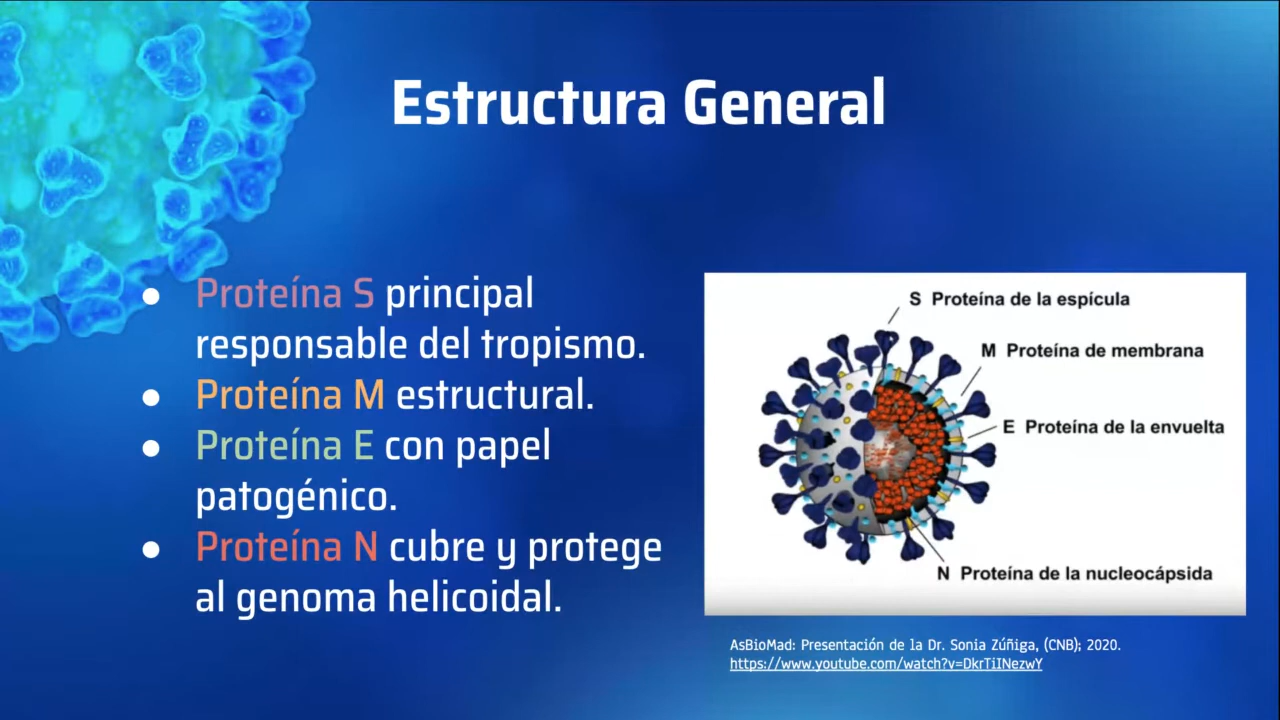 Estructura General
● Proteína S principal
responsable del tropismo.
● Proteína M estructural.
● Proteína E con papel
patogénico.
● Proteína N cubre y protege
al genoma helicoidal.
S Proteína de la espícula
M Proteína de membrana
E Proteína de la envuelta
N Proteína de la nucleocápsida
AsBioMad: Presentación de la Dr. Sonia Zúñiga, (CNB); 2020.
https://www.youtube.com/watch?v=DkrTiINezwY